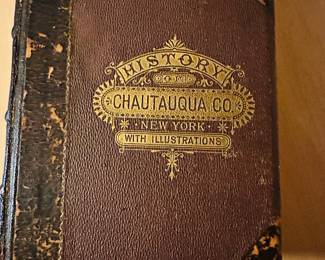 HISTORY
OF
CHAUTAUQUA CO.
NEW YORK
WITH ILLUSTRATIONS